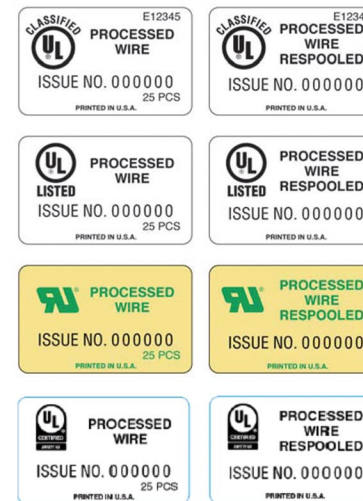 CLASSIFIED
UL
E12345
PROCESSED
WIRE
ISSUE NO. 000000
25 PCS
PRINTED IN U.S.A.
CLASSIFIED
UL
E1234
PROCESSED
WIRE
RESPOOLED
ISSUE NO. 000000
PRINTED IN U.S.A.
UL
LISTED
PROCESSED
WIRE
ISSUE NO. 000000
25 PCS
PRINTED IN U.S.A.
UL
LISTED
PROCESSED
WIRE
RESPOOLED
ISSUE NO. 000000
PRINTED IN U.S.A.
PROCESSED
WIRE
ISSUE NO. 000000
25 PCS
PRINTED IN U.S.A.
PROCESSED
WIRE
RESPOOLED
ISSUE NO. 000000
PRINTED IN U.S.A.
UL
CERTIFIED
PROCESSED
WIRE
ISSUE NO. 000000
25 PCS
PRINTED IN U.S.A.
UL
CERTIFIED
PROCESSED
WIRE
RESPOOLED
ISSUE NO. 000000
PRINTED IN U.S.A.